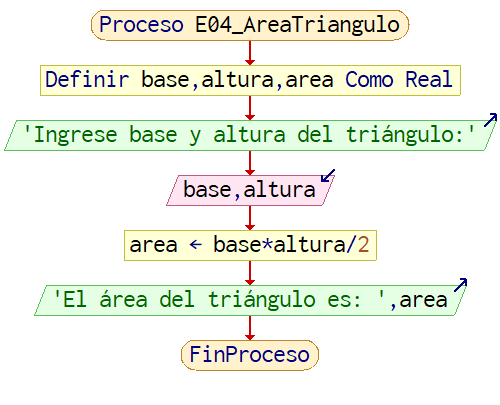 Proceso E04_AreaTriangulo
Definir base,altura,area Como Real
'Ingrese base y altura del triángulo:'
base,altura
area ← base*altura/2
'El área del triángulo es: ',area
FinProceso